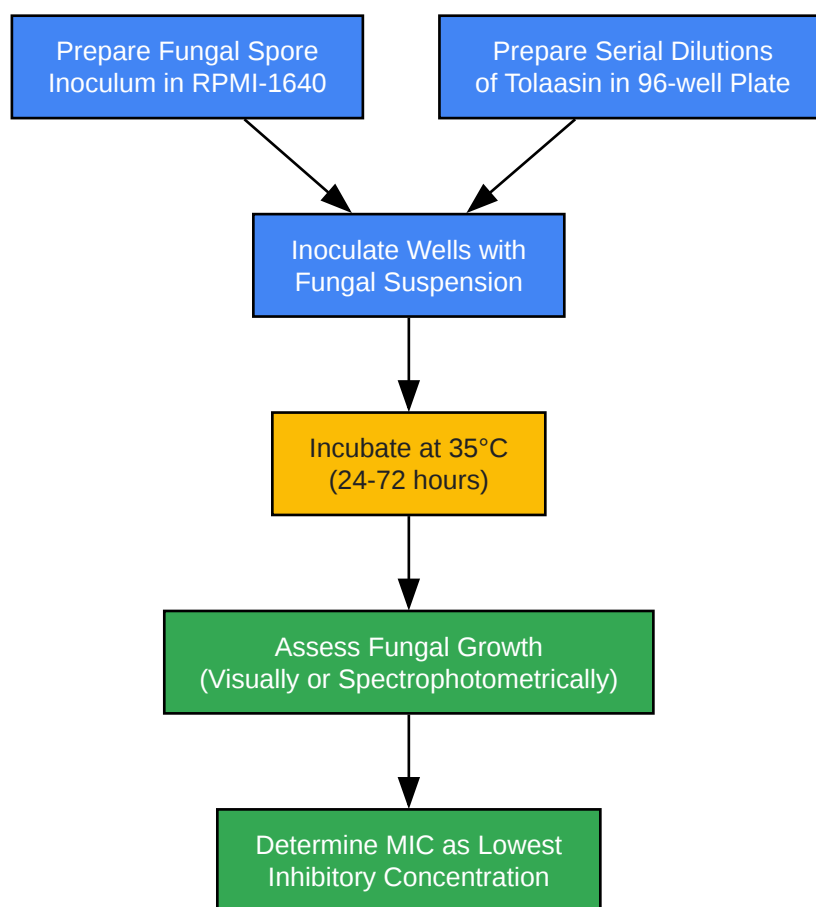 Prepare Fungal Spore
Inoculum in RPMI-1640
Prepare Serial Dilutions
of Tolaasin in 96-well Plate
Inoculate Wells with
Fungal Suspension
Incubate at 35°C
(24-72 hours)
Assess Fungal Growth
(Visually or Spectrophotometrically)
Determine MIC as Lowest
Inhibitory Concentration